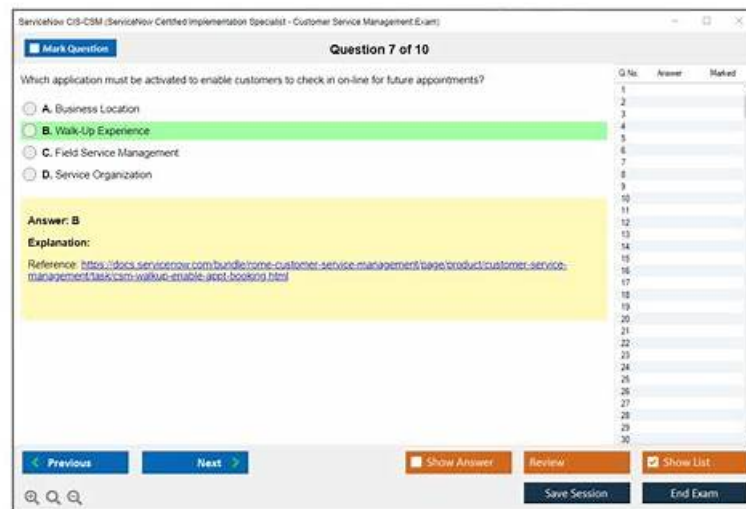 ServiceNow CIS-CSM (ServiceNow Certified Implementation Specialist - Customer Service Management Exam)
Mark Question
Question 7 of 10
Which application must be activated to enable customers to check in on-line for future appointments?
A. Business Location
B. Walk-Up Experience
C. Field Service Management
D. Service Organization
Answer: B
Explanation:
Reference: https://docs.servicenow.com/bundle/rome-customer-service-management/page/product/customer-service-
management/task/csm-walkup-enable-appt-booking.html
Q.No. Answer Marked
1
2
3
4
5
6
7
8
9
10
11
12
13
14
15
16
17
18
19
20
21
22
23
24
25
26
27
28
29
30
Previous
Next
Show Answer
Review
Show List
Save Session
End Exam